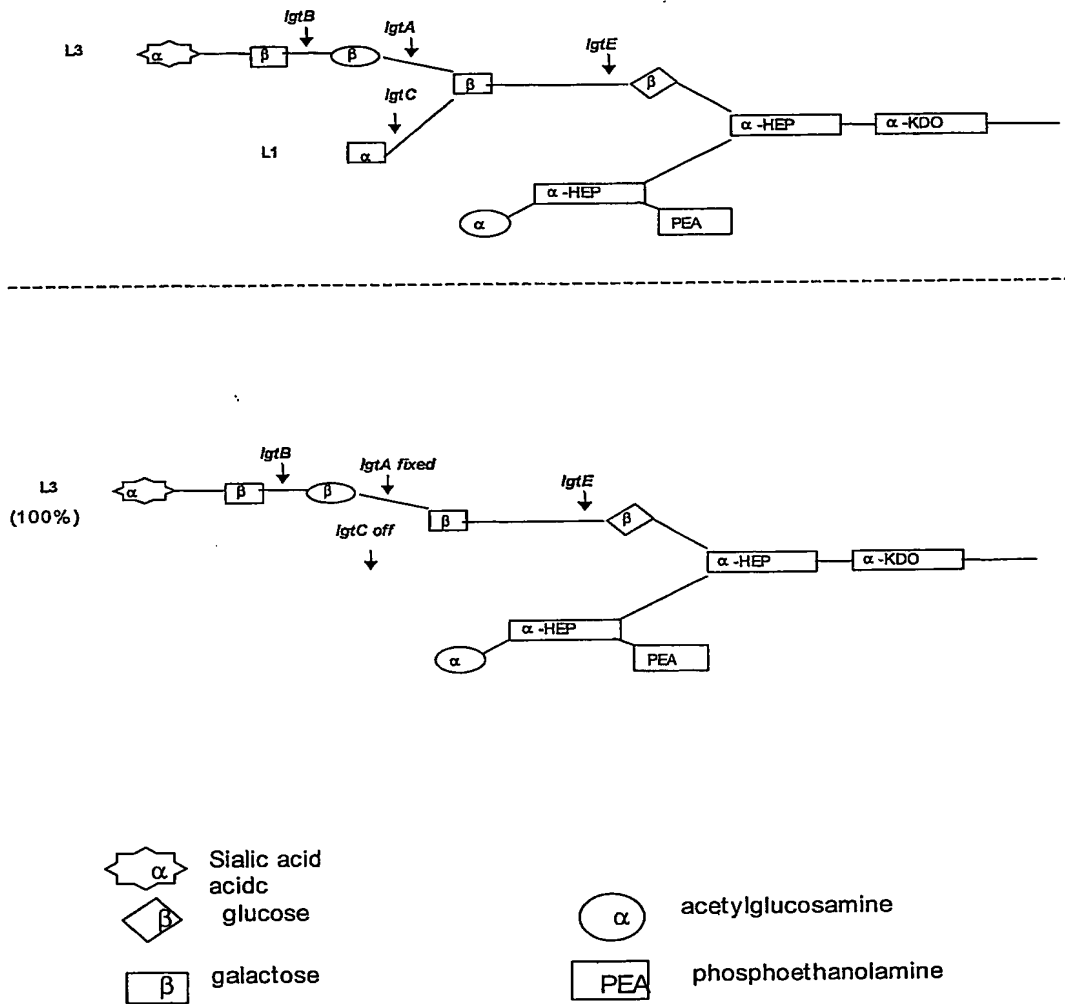 L3
α
β
lgtB
β
lgtA
β
lgtE
β
lgtC
L1
α
α -HEP
α -KDO
α -HEP
α
PEA
L3
(100%)
α
β
lgtB
β
lgtA fixed
β
lgtE
β
lgtC off
α -HEP
α -KDO
α -HEP
α
PEA
α Sialic acid
acidc
β glucose
β galactose
α acetylglucosamine
PEA phosphoethanolamine